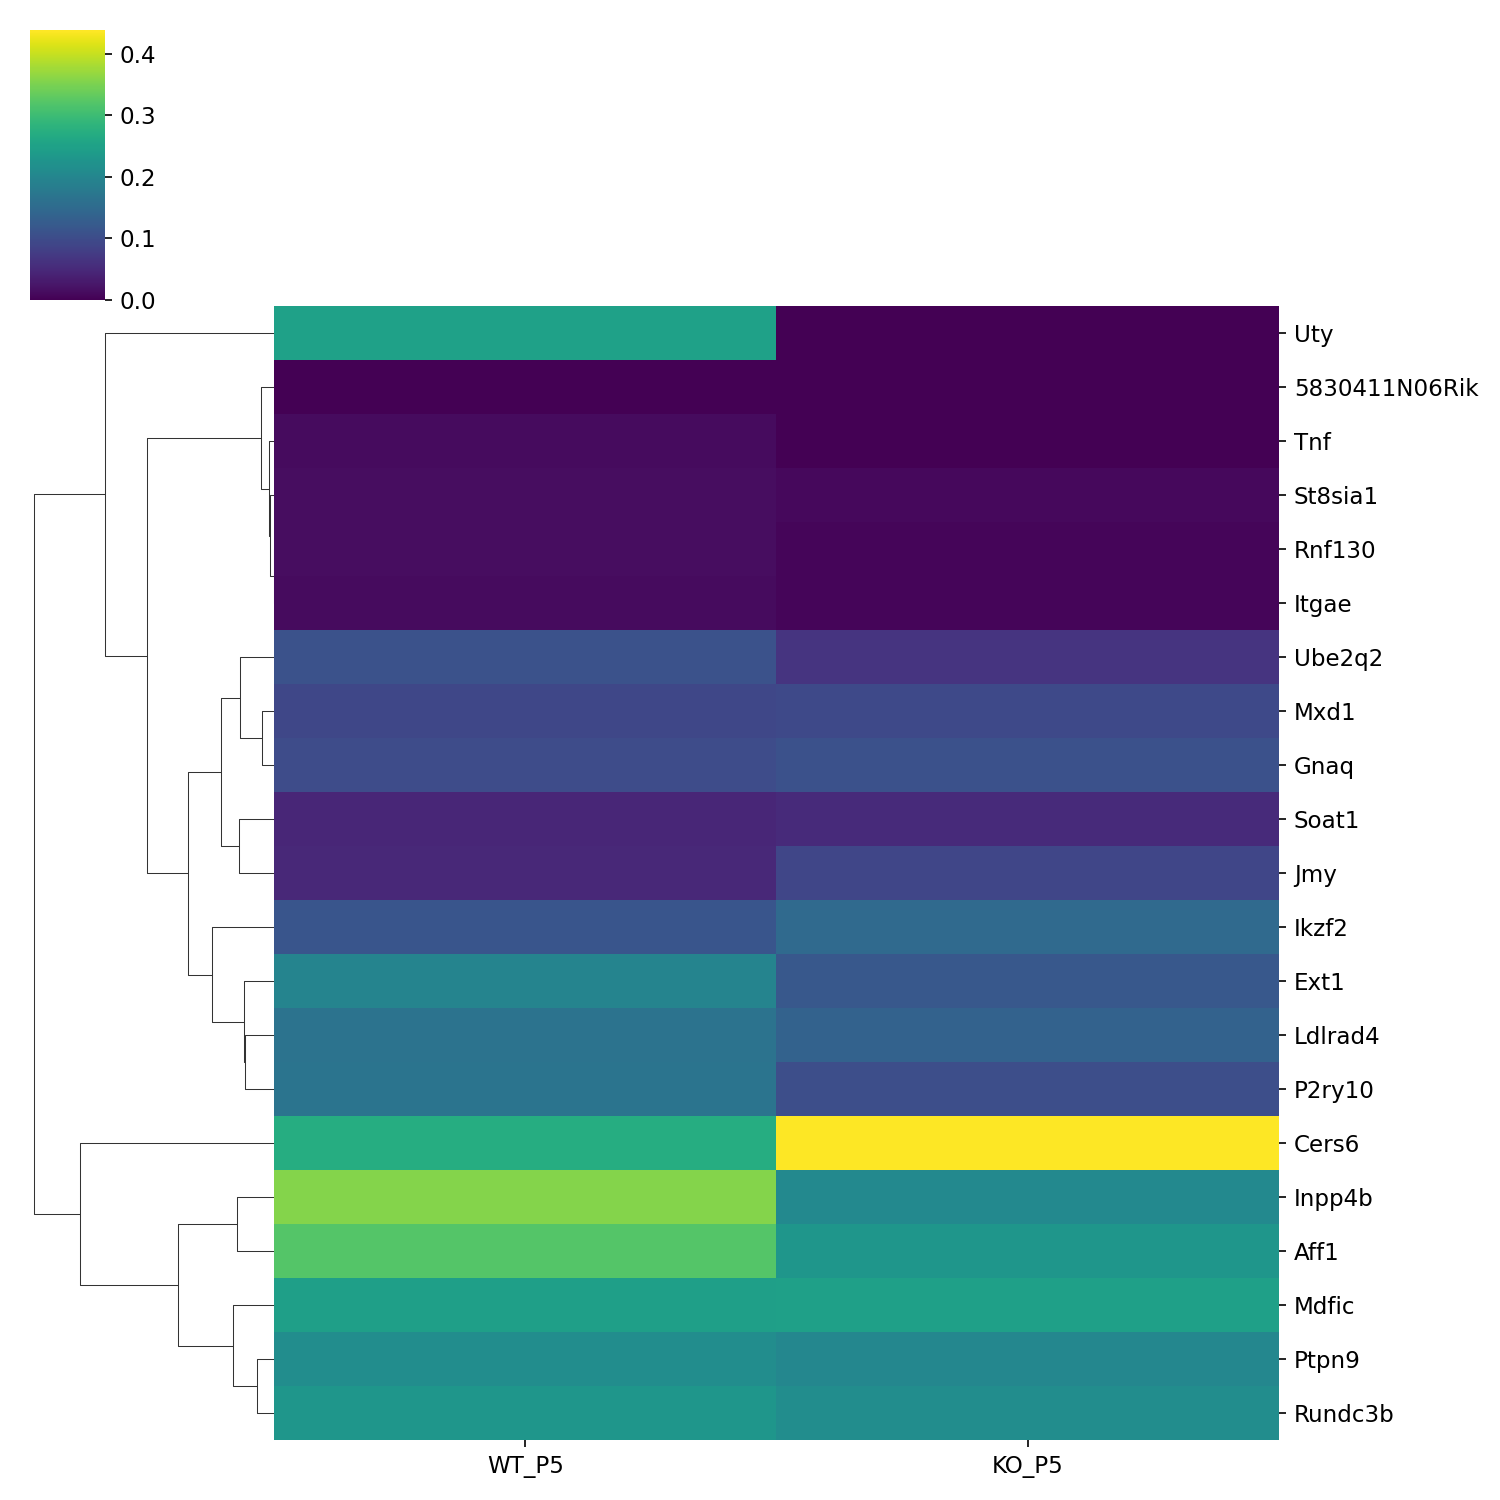 0.4
0.3
0.2
0.1
0.0
Uty
5830411N06Rik
Tnf
St8sia1
Rnf130
Itgae
Ube2q2
Mxd1
Gnaq
Soat1
Jmy
Ikzf2
Ext1
Ldlrad4
P2ry10
Cers6
Inpp4b
Aff1
Mdfic
Ptpn9
Rundc3b
WT_P5 KO_P5